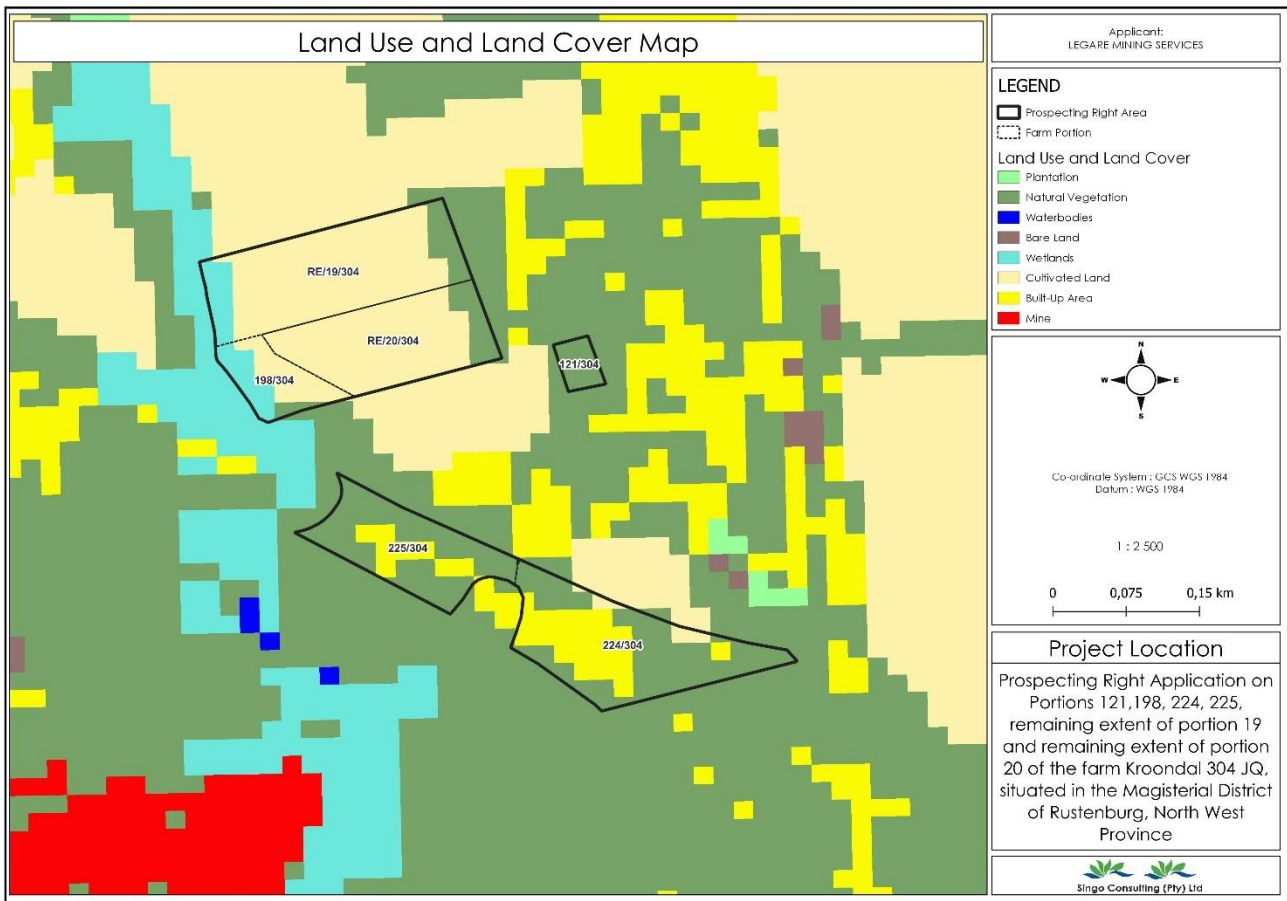 Land Use and Land Cover Map
RE/19/304
RE/20/304
198/304
121/304
225/304
224/304
Applicant:
LEGARE MINING SERVICES
LEGEND
Prospecting Right Area
Farm Portion
Land Use and Land Cover
Plantation
Natural Vegetation
Waterbodies
Bare Land
Wetlands
Cultivated Land
Built-Up Area
Mine
N
W E
S
Co-ordinate System : GCS WGS 1984
Datum : WGS 1984
1 : 2 500
0 0,075 0,15 km
Project Location
Prospecting Right Application on
Portions 121,198, 224, 225,
remaining extent of portion 19
and remaining extent of portion
20 of the farm Kroondal 304 JQ,
situated in the Magisterial District
of Rustenburg, North West
Province
Singo Consulting (Pty) Ltd